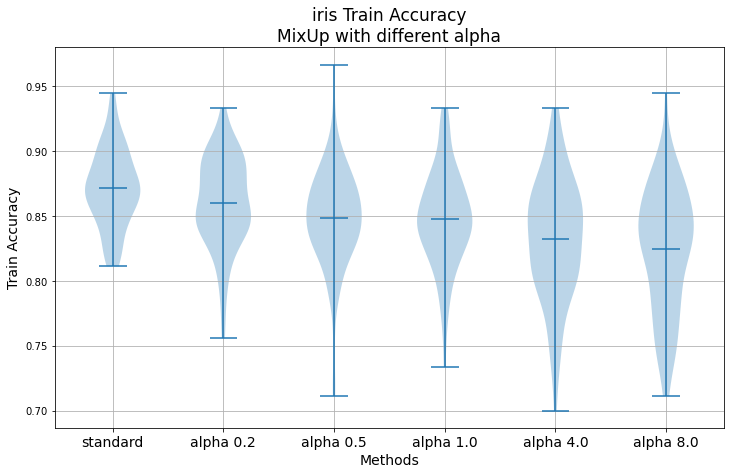 iris Train Accuracy
MixUp with different alpha
Train Accuracy
0.95
0.90
0.85
0.80
0.75
0.70
standard
alpha 0.2
alpha 0.5
alpha 1.0
alpha 4.0
alpha 8.0
Methods